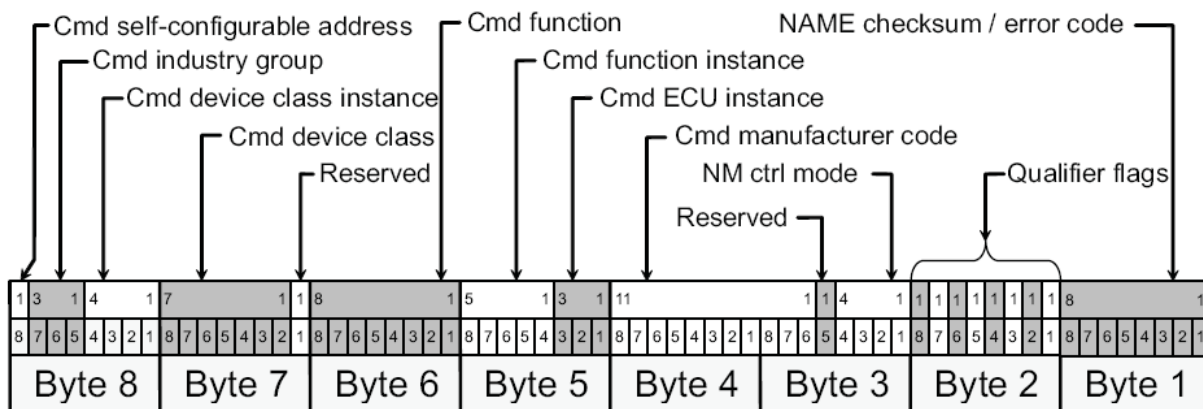 Cmd self-configurable address
Cmd function
NAME checksum / error code
Cmd industry group
Cmd function instance
Cmd device class instance
Cmd ECU instance
Cmd device class
Cmd manufacturer code
Reserved
NM ctrl mode
Qualifier flags
Reserved
1 3 1 4 1 7 1 1 8 1 5 1 3 1 11 1 1 4 1 1 1 1 1 1 1 1 1 8 1
8 7 6 5 4 3 2 1 8 7 6 5 4 3 2 1 8 7 6 5 4 3 2 1 8 7 6 5 4 3 2 1 8 7 6 5 4 3 2 1 8 7 6 5 4 3 2 1 8 7 6 5 4 3 2 1 8 7 6 5 4 3 2 1
Byte 8 Byte 7 Byte 6 Byte 5 Byte 4 Byte 3 Byte 2 Byte 1